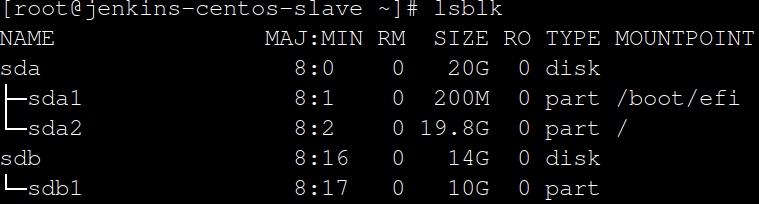 [root@jenkins-centos-slave ~]# lsblk
NAME                  MAJ:MIN RM   SIZE RO TYPE MOUNTPOINT
sda                     8:0    0    20G  0 disk
├─sda1                  8:1    0   200M  0 part /boot/efi
└─sda2                  8:2    0  19.8G  0 part /
sdb                     8:16   0    14G  0 disk
└─sdb1                  8:17   0    10G  0 part